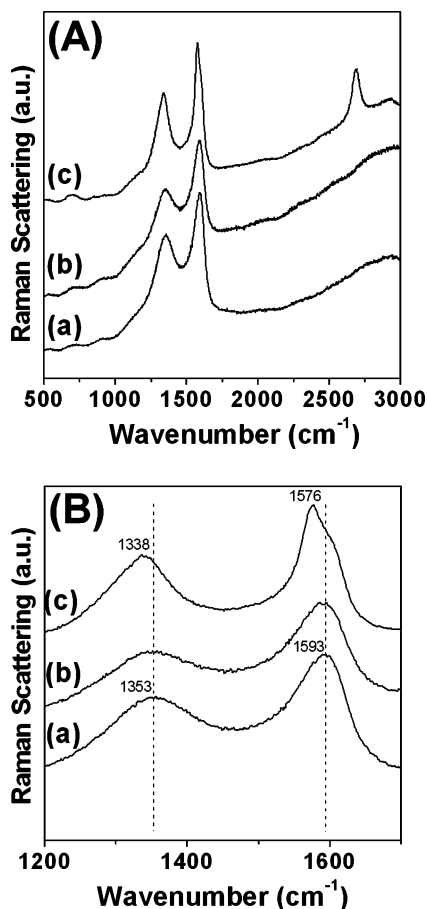 (A)
Raman Scattering (a.u.)
(c)
(b)
(a)
500 1000 1500 2000 2500 3000
Wavenumber (cm⁻¹)
(B)
Raman Scattering (a.u.)
1576
1338
(c)
(b)
1593
1353
(a)
1200 1400 1600
Wavenumber (cm⁻¹)